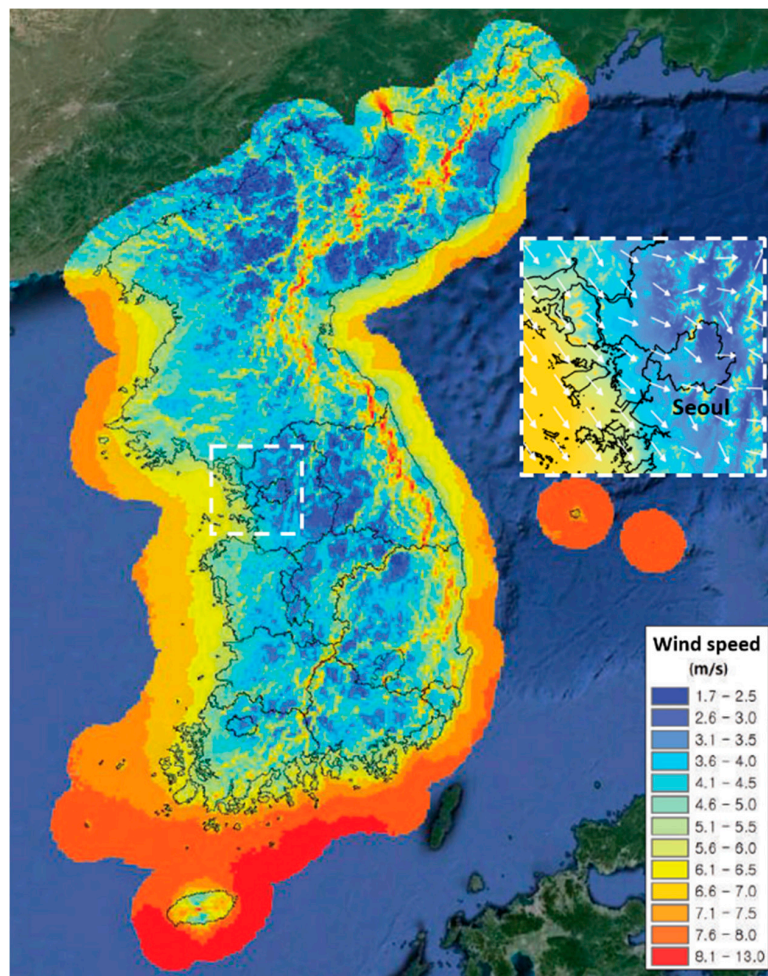 Seoul
Wind speed
(m/s)
1.7 – 2.5
2.6 – 3.0
3.1 – 3.5
3.6 – 4.0
4.1 – 4.5
4.6 – 5.0
5.1 – 5.5
5.6 – 6.0
6.1 – 6.5
6.6 – 7.0
7.1 – 7.5
7.6 – 8.0
8.1 – 13.0